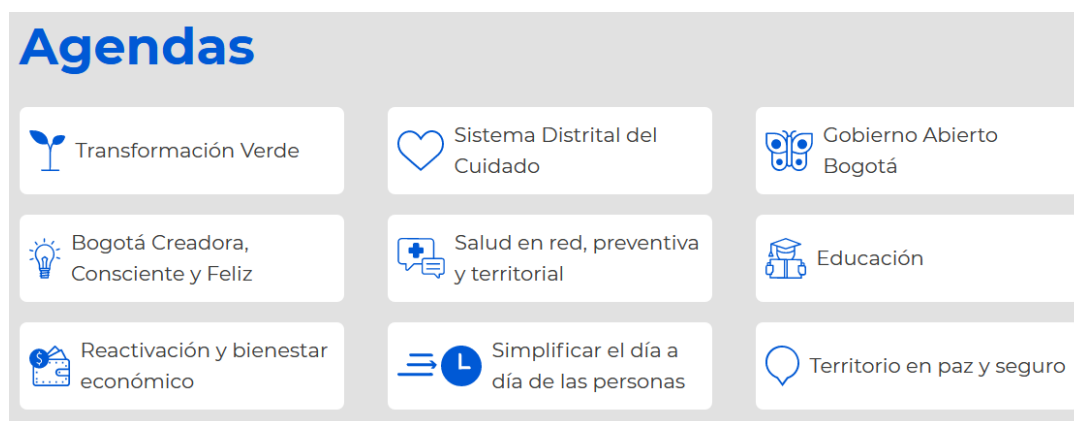 Agendas
Transformación Verde
Sistema Distrital del
Cuidado
Gobierno Abierto
Bogotá
Bogotá Creadora,
Consciente y Feliz
Salud en red, preventiva
y territorial
Educación
$
Reactivación y bienestar
económico
Simplificar el día a
día de las personas
Territorio en paz y seguro